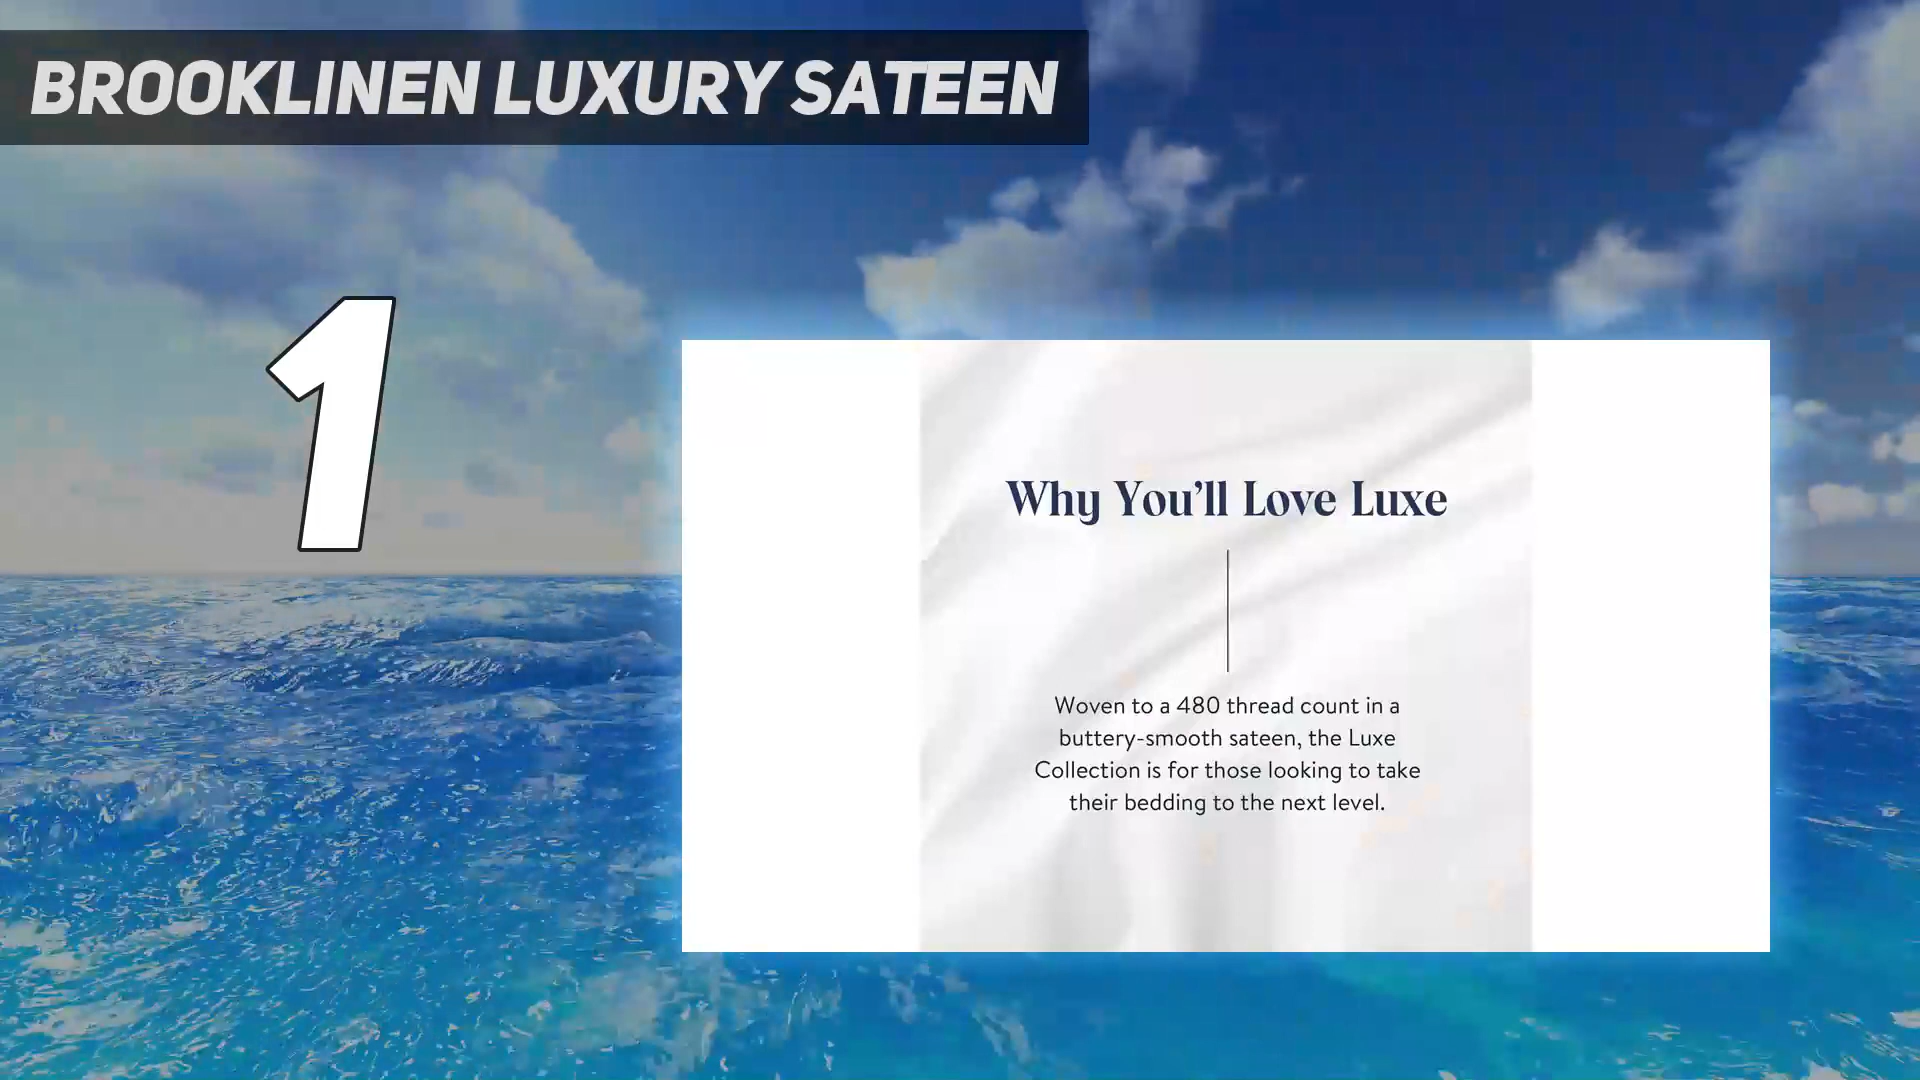 BROOKLINEN LUXURY SATEEN
1
Why You'll Love Luxe
Woven to a 480 thread count in a
buttery-smooth sateen, the Luxe
Collection is for those looking to take
their bedding to the next level.